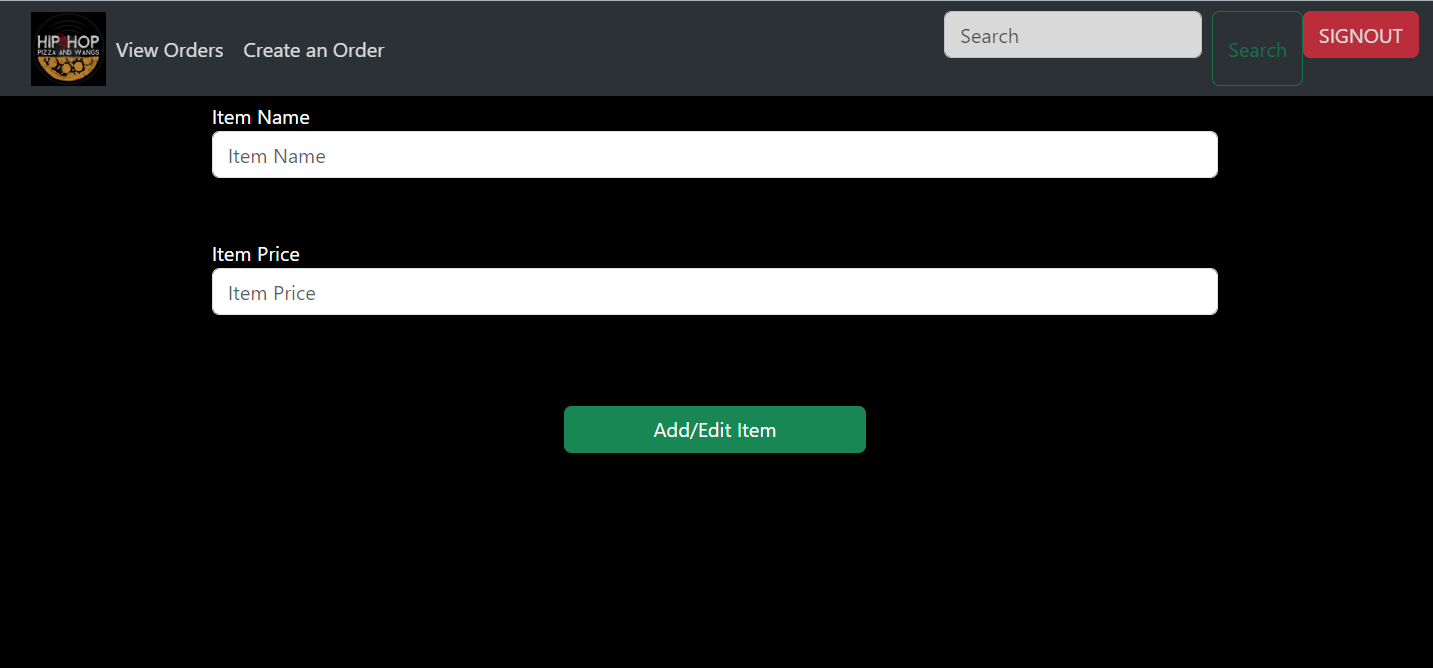 HIP HOP
PIZZA AND WANGS
View Orders
Create an Order
Search
Search
SIGNOUT
Item Name
Item Name
Item Price
Item Price
Add/Edit Item